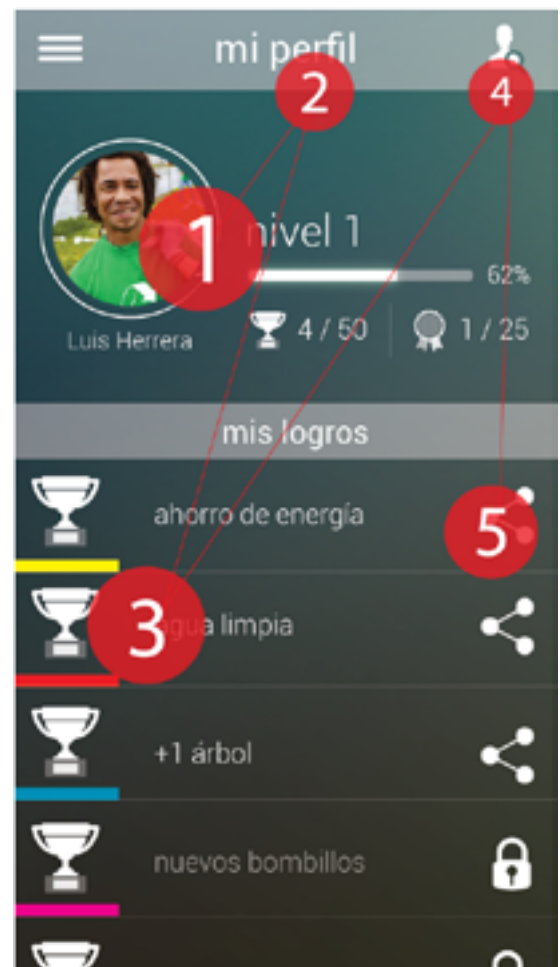 mi perfil
2
4
1
nivel 1
62%
Luis Herrera
4 / 50
1 / 25
mis logros
ahorro de energía
5
3
agua limpia
+1 árbol
nuevos bombillos